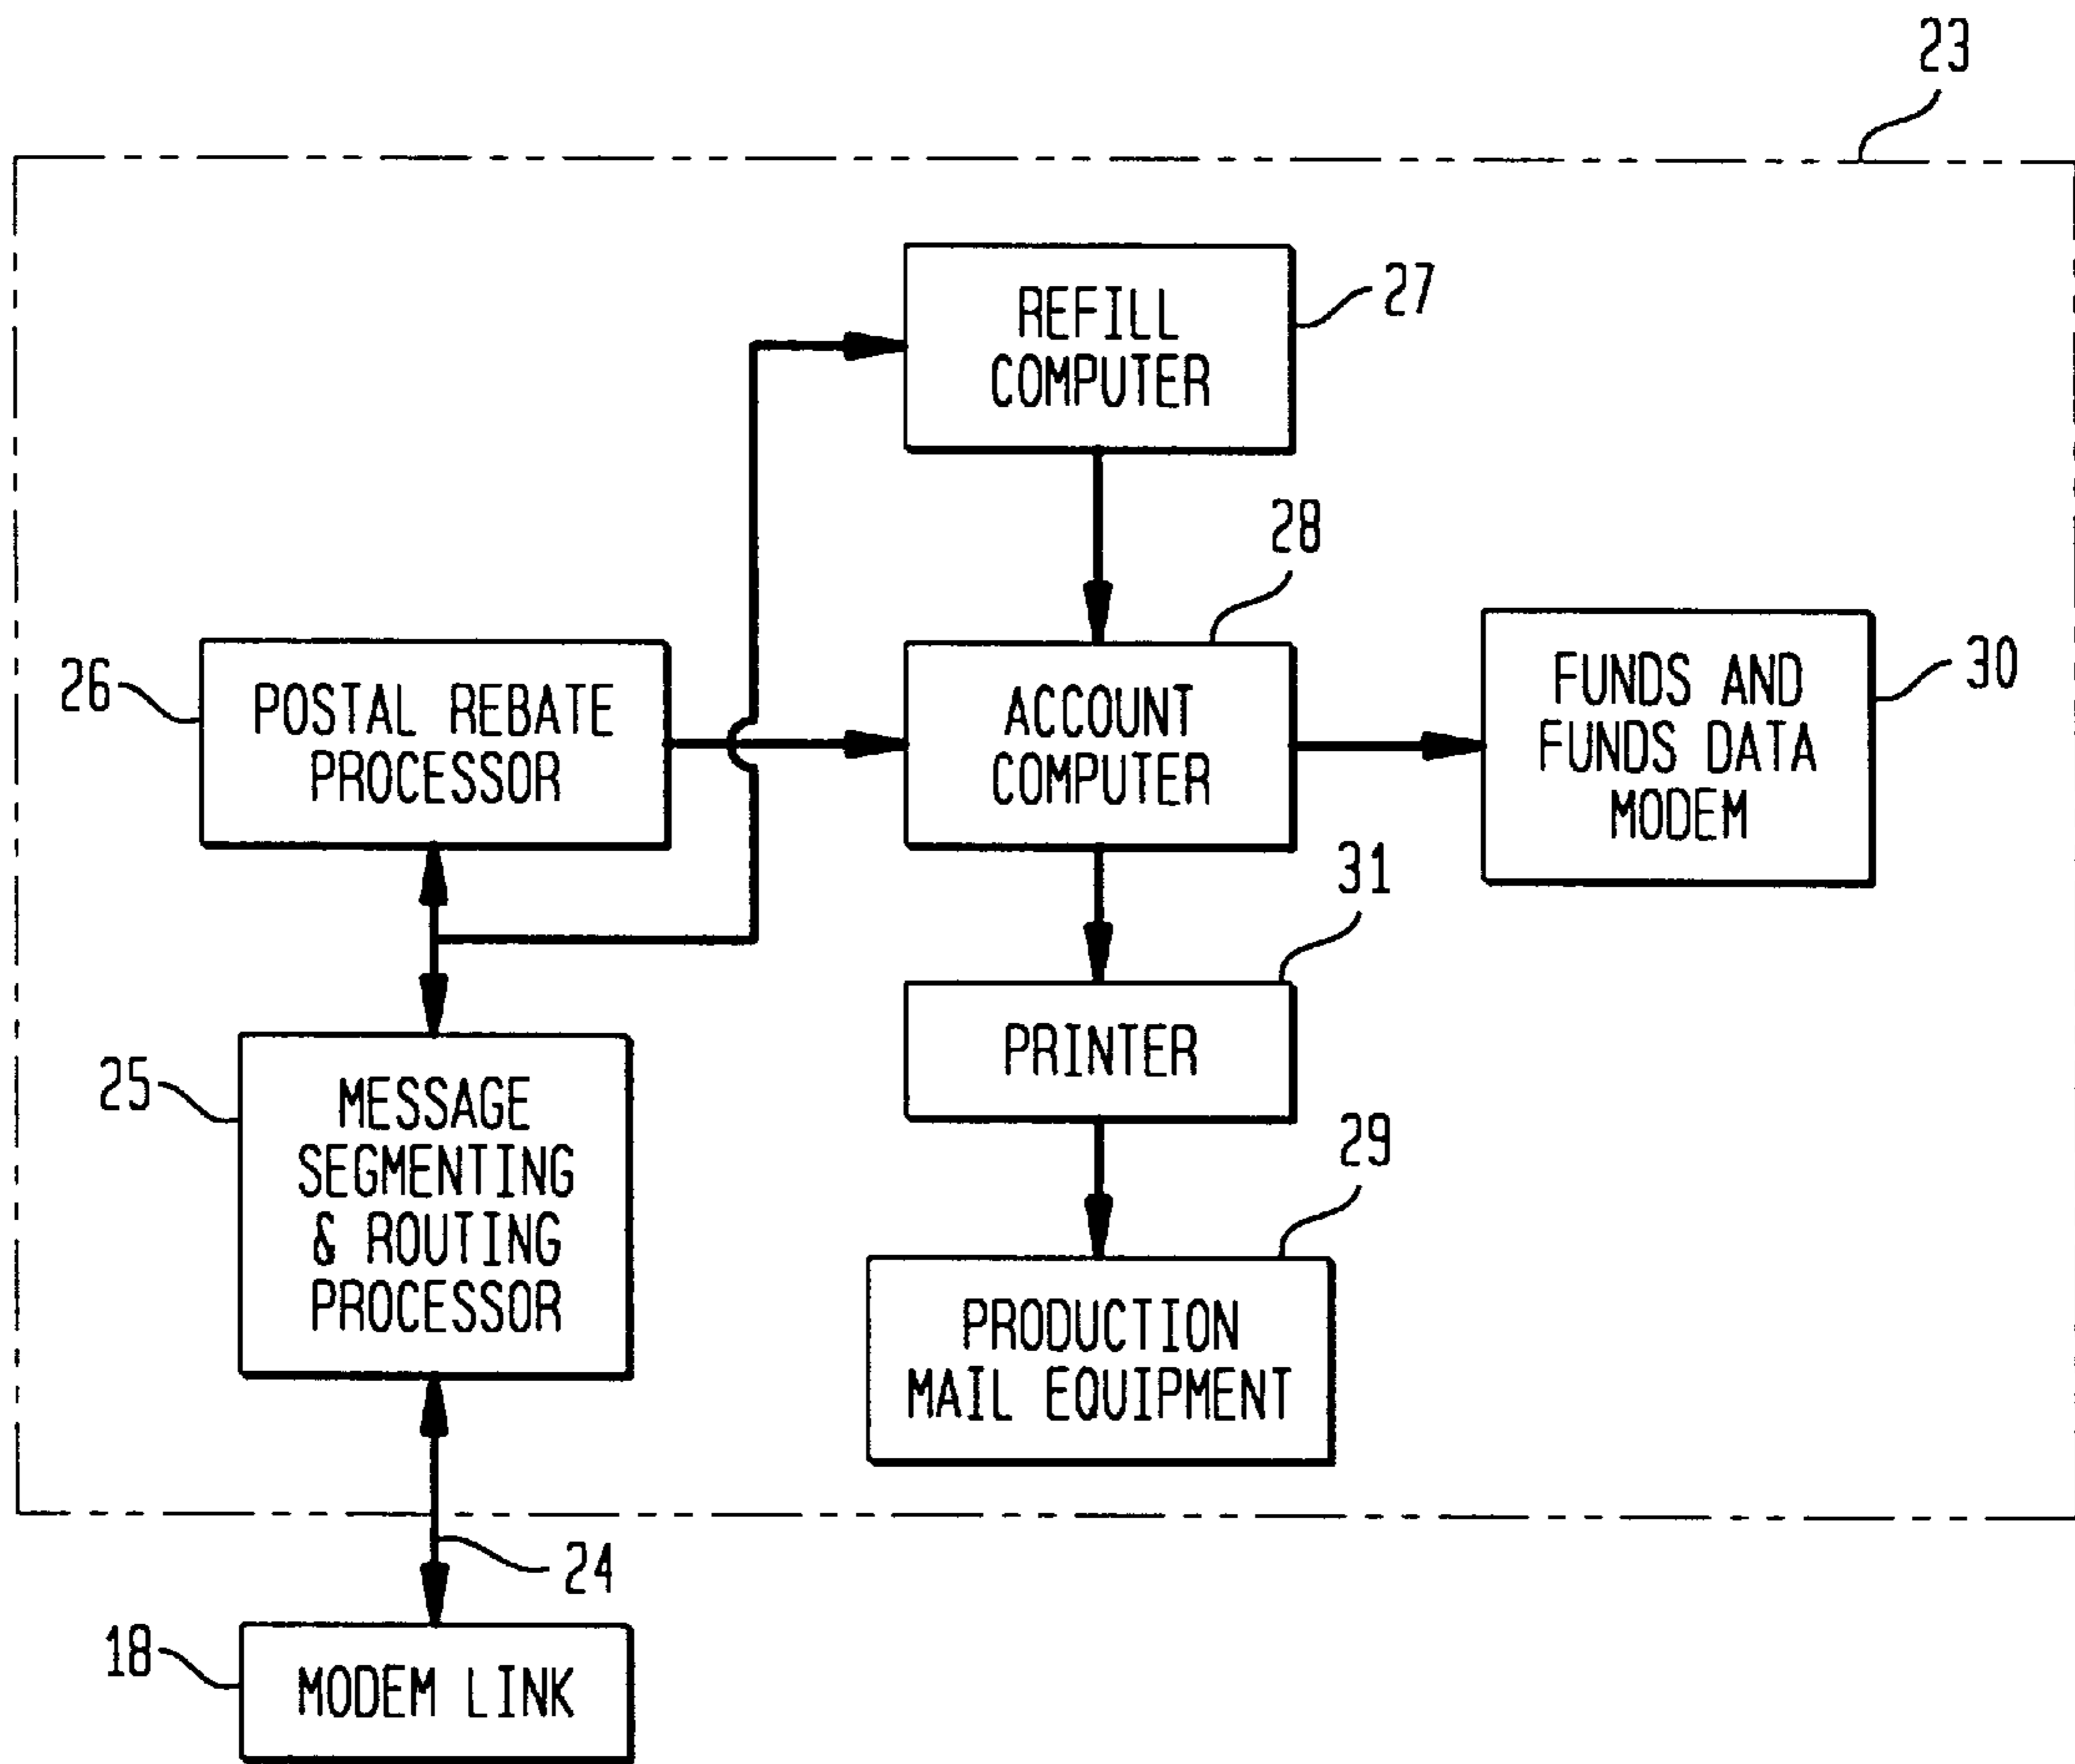 23
REFILL
COMPUTER
27
28
26
POSTAL REBATE
PROCESSOR
ACCOUNT
COMPUTER
FUNDS AND
FUNDS DATA
MODEM
30
31
PRINTER
25
MESSAGE
SEGMENTING
& ROUTING
PROCESSOR
29
PRODUCTION
MAIL EQUIPMENT
24
18
MODEM LINK